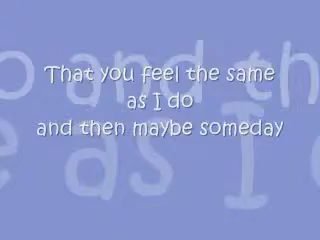 That you feel the same
as I do
and then maybe someday